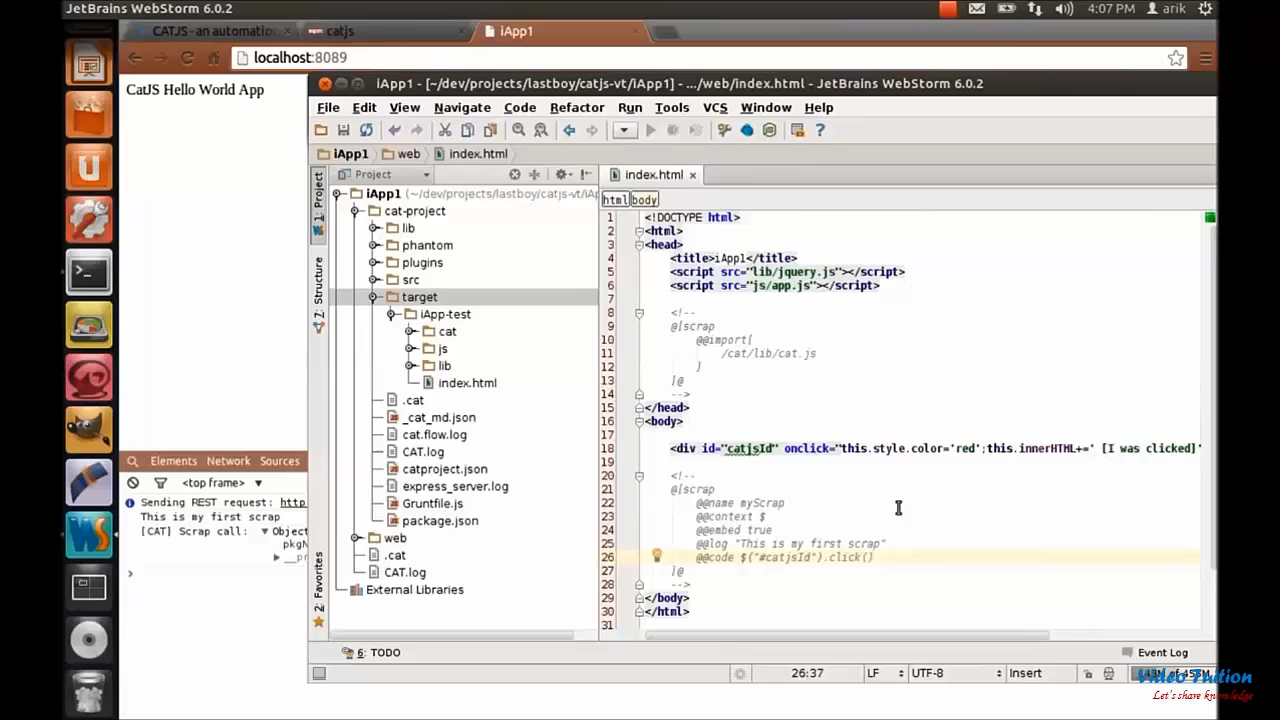 JetBrains WebStorm 6.0.2
4:07 PM
arik
CATJS - an automation
catjs
iApp1
localhost:8089
CatJS Hello World App
iApp1 - [~/dev/projects/lastboy/catjs-vt/iApp1] - .../web/index.html - JetBrains WebStorm 6.0.2
File Edit View Navigate Code Refactor Run Tools VCS Window Help
iApp1 web index.html
1: Project
Z: Structure
2: Favorites
Project
iApp1 (~/dev/projects/lastboy/catjs-vt/iAp
cat-project
lib
phantom
plugins
src
target
iApp-test
cat
js
lib
index.html
.cat
_cat_md.json
cat.flow.log
CAT.log
catproject.json
express_server.log
Gruntfile.js
package.json
web
.cat
CAT.log
External Libraries
index.html
html body
1 <!DOCTYPE html>
2 <html>
3 <head>
4 <title>iApp1</title>
5 <script src="lib/jquery.js"></script>
6 <script src="js/app.js"></script>
7
8 <!--
9 @[scrap
10 @@import[
11 /cat/lib/cat.js
12 ]
13 ]@
14 -->
15 </head>
16 <body>
17
18 <div id="catjsId" onclick="this.style.color='red';this.innerHTML+=' [I was clicked]'
19
20 <!--
21 @[scrap
22 @@name myScrap
23 @@context $
24 @@embed true
25 @@log "This is my first scrap"
26 @@code $("#catjsId").click()
27 ]@
28 -->
29 </body>
30 </html>
31
Elements Network Sources
<top frame>
Sending REST request: http
This is my first scrap
[CAT] Scrap call: Object
pkgN
6: TODO
Event Log
26:37 LF UTF-8 Insert
Video Tuition
Let's share knowledge